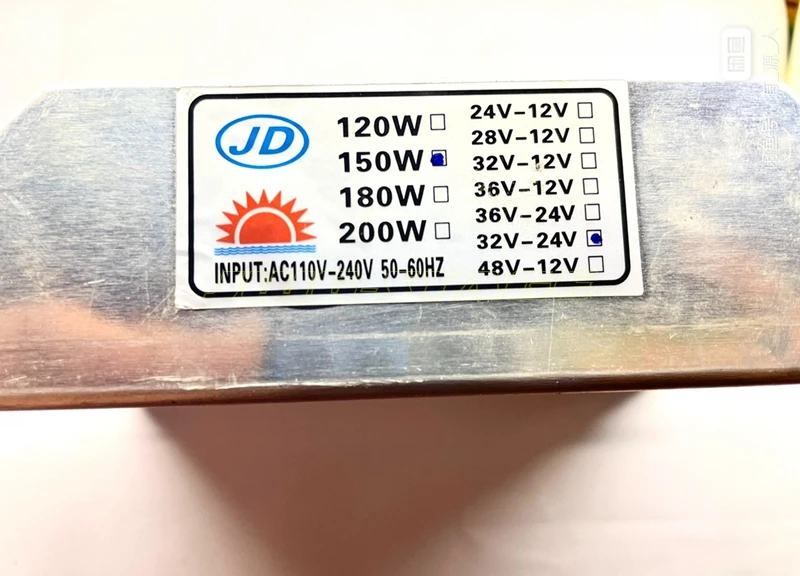 JD
120W
150W
180W
200W
24V-12V
28V-12V
32V-12V
36V-12V
36V-24V
32V-24V
48V-12V
INPUT:AC110V-240V 50-60HZ